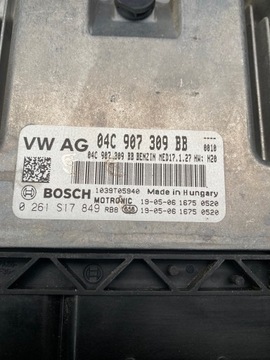 VW AG 04C 907 309 BB ----
04C 907 309 BB BENZIN MED17.1.27 HW: H20 0010
BOSCH 1039T05940 Made in Hungary
MOTRONIC 19-05-06 1675 0520
0 261 S17 849 RB8 19-05-06 1675 0520